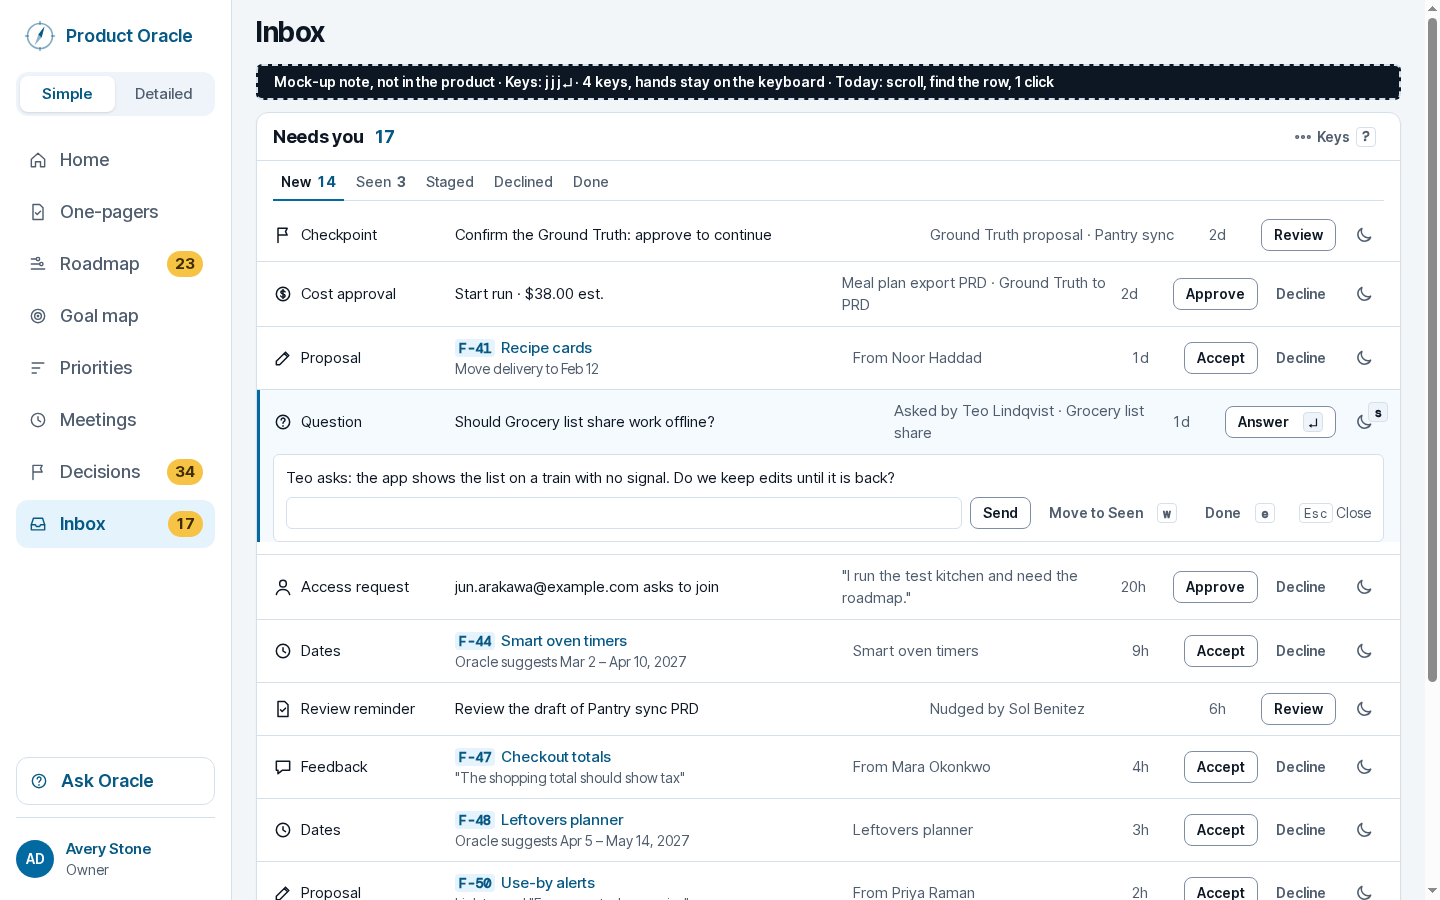 Product Oracle
Simple Detailed
Home
One-pagers
Roadmap 23
Goal map
Priorities
Meetings
Decisions 34
Inbox 17
Ask Oracle
AD Avery Stone
Owner
Inbox
Mock-up note, not in the product · Keys: j j j ↵ · 4 keys, hands stay on the keyboard · Today: scroll, find the row, 1 click
Needs you 17 ••• Keys ?
New 14 Seen 3 Staged Declined Done
Checkpoint Confirm the Ground Truth: approve to continue Ground Truth proposal · Pantry sync 2d Review
Cost approval Start run · $38.00 est. Meal plan export PRD · Ground Truth to PRD 2d Approve Decline
Proposal F-41 Recipe cards From Noor Haddad 1d Accept Decline
Move delivery to Feb 12
Question Should Grocery list share work offline? Asked by Teo Lindqvist · Grocery list share 1d Answer ↵ s
Teo asks: the app shows the list on a train with no signal. Do we keep edits until it is back?
Send Move to Seen w Done e Esc Close
Access request jun.arakawa@example.com asks to join "I run the test kitchen and need the roadmap." 20h Approve Decline
Dates F-44 Smart oven timers Smart oven timers 9h Accept Decline
Oracle suggests Mar 2 – Apr 10, 2027
Review reminder Review the draft of Pantry sync PRD Nudged by Sol Benitez 6h Review
Feedback F-47 Checkout totals From Mara Okonkwo 4h Accept Decline
"The shopping total should show tax"
Dates F-48 Leftovers planner Leftovers planner 3h Accept Decline
Oracle suggests Apr 5 – May 14, 2027
Proposal F-50 Use-by alerts From Priya Raman 2h Accept Decline